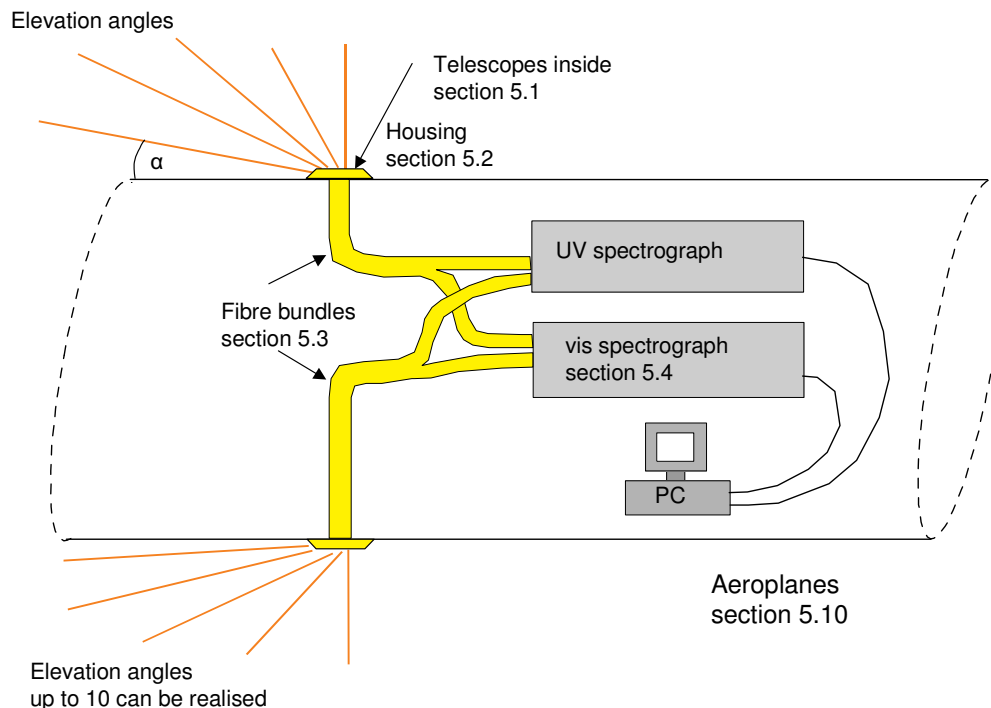 Elevation angles
Telescopes inside
section 5.1
Housing
section 5.2
α
UV spectrograph
Fibre bundles
section 5.3
vis spectrograph
section 5.4
PC
Aeroplanes
section 5.10
Elevation angles
up to 10 can be realised